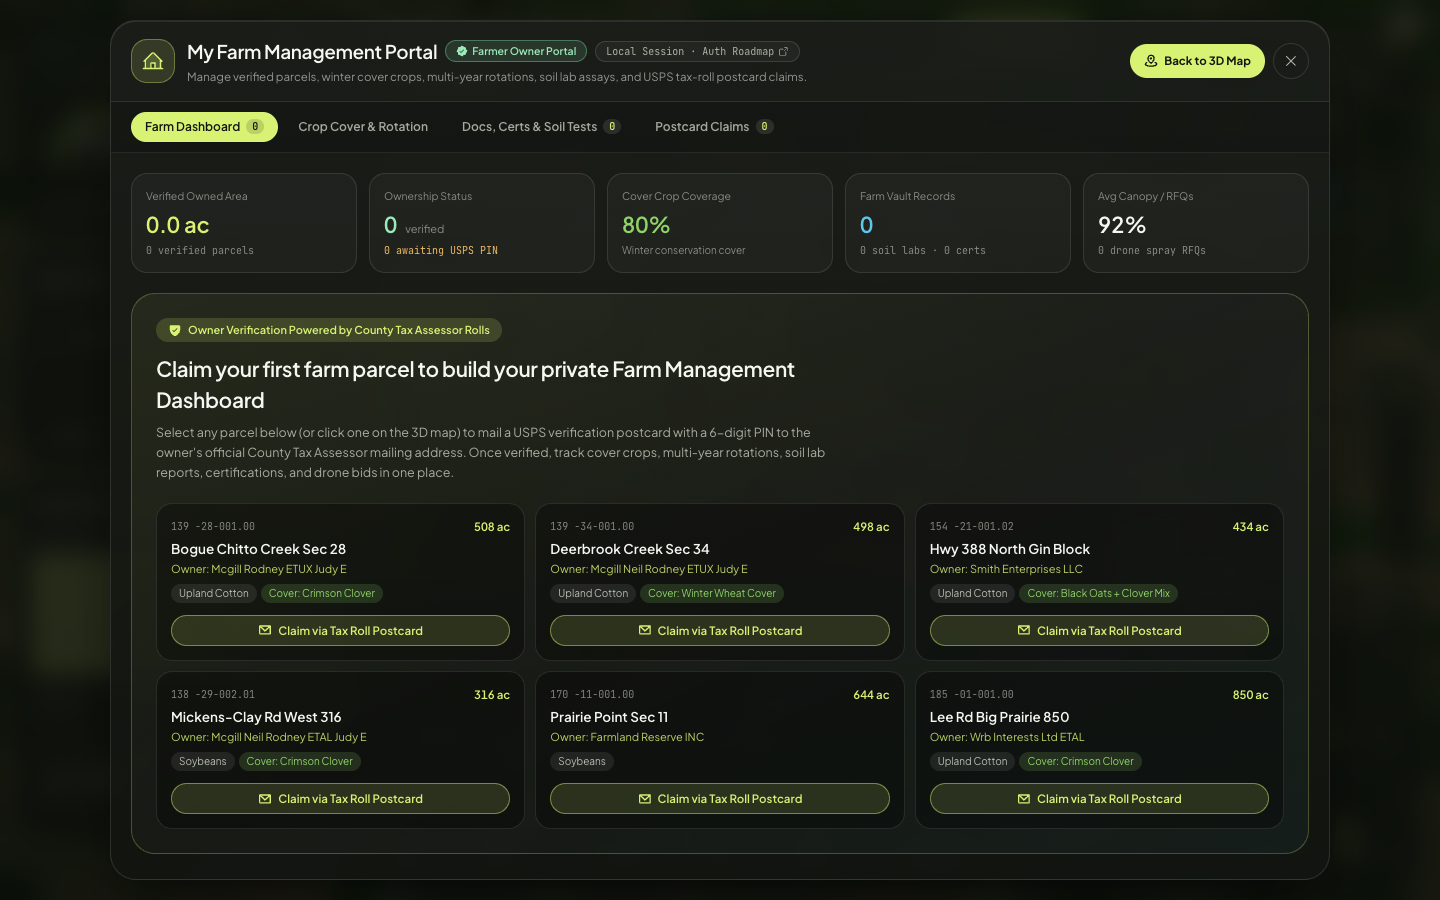 My Farm Management Portal
Farmer Owner Portal
Local Session · Auth Roadmap
Manage verified parcels, winter cover crops, multi-year rotations, soil lab assays, and USPS tax-roll postcard claims.
Back to 3D Map
Farm Dashboard 0
Crop Cover & Rotation
Docs, Certs & Soil Tests 0
Postcard Claims 0
Verified Owned Area
0.0 ac
0 verified parcels
Ownership Status
0 verified
0 awaiting USPS PIN
Cover Crop Coverage
80%
Winter conservation cover
Farm Vault Records
0
0 soil labs · 0 certs
Avg Canopy / RFQs
92%
0 drone spray RFQs
Owner Verification Powered by County Tax Assessor Rolls
Claim your first farm parcel to build your private Farm Management
Dashboard
Select any parcel below (or click one on the 3D map) to mail a USPS verification postcard with a 6-digit PIN to the
owner's official County Tax Assessor mailing address. Once verified, track cover crops, multi-year rotations, soil lab
reports, certifications, and drone bids in one place.
139 -28-001.00
508 ac
Bogue Chitto Creek Sec 28
Owner: Mcgill Rodney ETUX Judy E
Upland Cotton
Cover: Crimson Clover
Claim via Tax Roll Postcard
139 -34-001.00
498 ac
Deerbrook Creek Sec 34
Owner: Mcgill Neil Rodney ETUX Judy E
Upland Cotton
Cover: Winter Wheat Cover
Claim via Tax Roll Postcard
154 -21-001.02
434 ac
Hwy 388 North Gin Block
Owner: Smith Enterprises LLC
Upland Cotton
Cover: Black Oats + Clover Mix
Claim via Tax Roll Postcard
138 -29-002.01
316 ac
Mickens-Clay Rd West 316
Owner: Mcgill Neil Rodney ETAL Judy E
Soybeans
Cover: Crimson Clover
Claim via Tax Roll Postcard
170 -11-001.00
644 ac
Prairie Point Sec 11
Owner: Farmland Reserve INC
Soybeans
Claim via Tax Roll Postcard
185 -01-001.00
850 ac
Lee Rd Big Prairie 850
Owner: Wrb Interests Ltd ETAL
Upland Cotton
Cover: Crimson Clover
Claim via Tax Roll Postcard